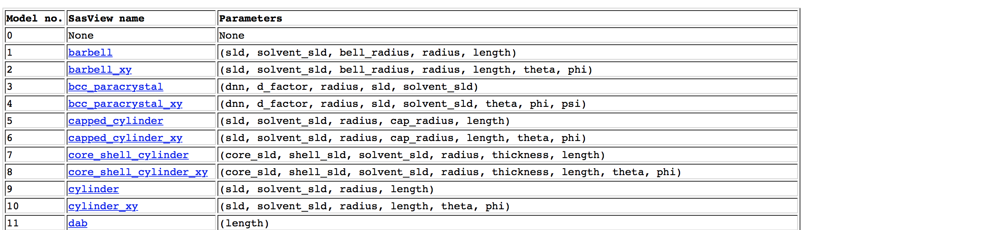 Model no. SasView name Parameters
0 None None
1 barbell (sld, solvent_sld, bell_radius, radius, length)
2 barbell_xy (sld, solvent_sld, bell_radius, radius, length, theta, phi)
3 bcc_paracrystal (dnn, d_factor, radius, sld, solvent_sld)
4 bcc_paracrystal_xy (dnn, d_factor, radius, sld, solvent_sld, theta, phi, psi)
5 capped_cylinder (sld, solvent_sld, radius, cap_radius, length)
6 capped_cylinder_xy (sld, solvent_sld, radius, cap_radius, length, theta, phi)
7 core_shell_cylinder (core_sld, shell_sld, solvent_sld, radius, thickness, length)
8 core_shell_cylinder_xy (core_sld, shell_sld, solvent_sld, radius, thickness, length, theta, phi)
9 cylinder (sld, solvent_sld, radius, length)
10 cylinder_xy (sld, solvent_sld, radius, length, theta, phi)
11 dab (length)